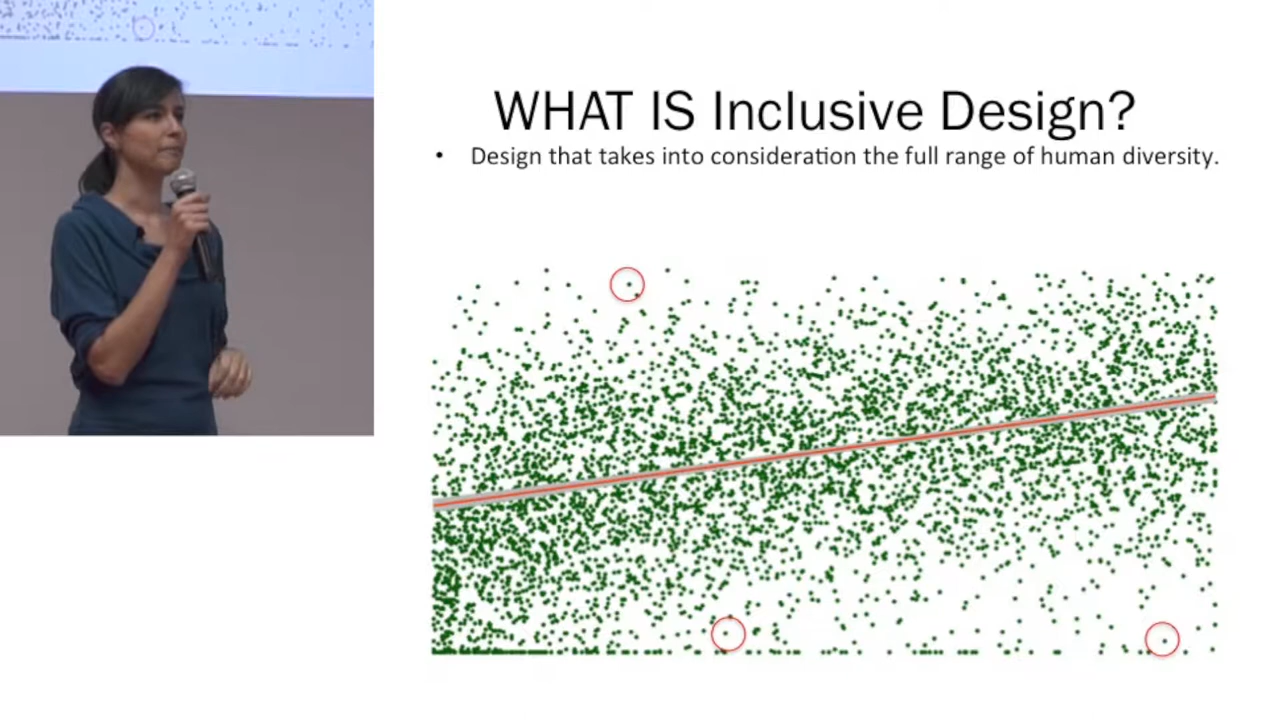 WHAT IS Inclusive Design?
• Design that takes into consideration the full range of human diversity.